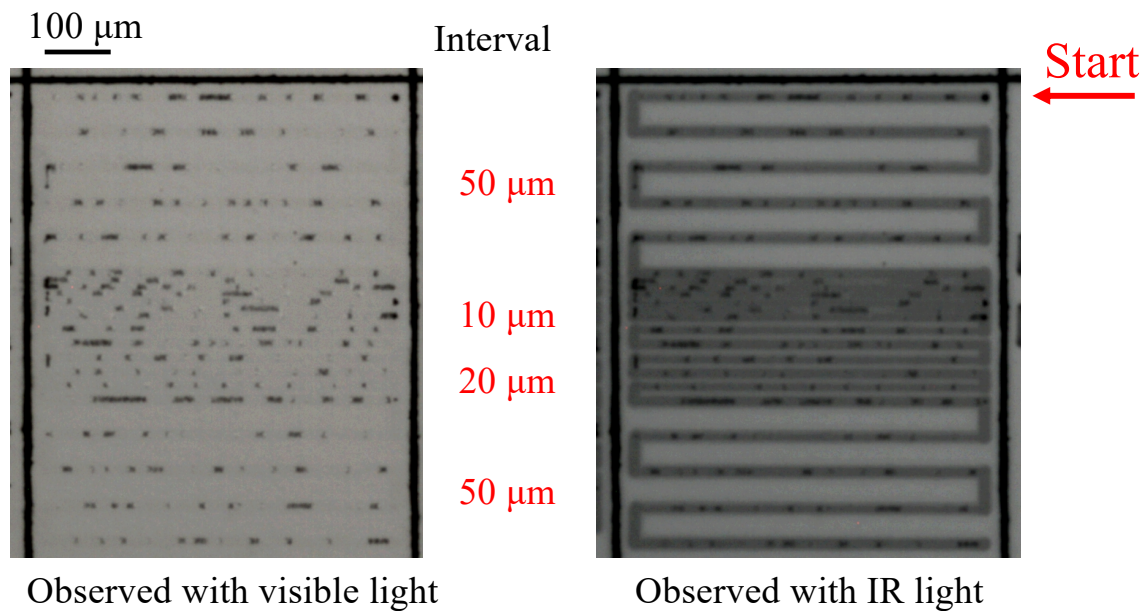 100 μm
Interval
Start
50 μm
10 μm
20 μm
50 μm
Observed with visible light
Observed with IR light